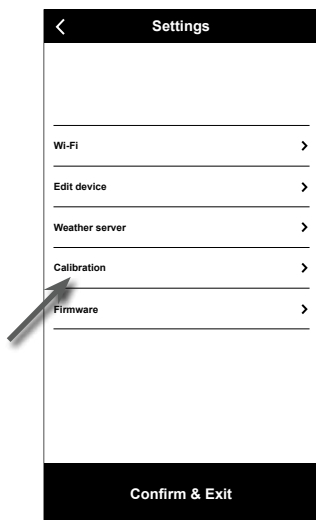 Settings
Wi-Fi
Edit device
Weather server
Calibration
Firmware
Confirm & Exit